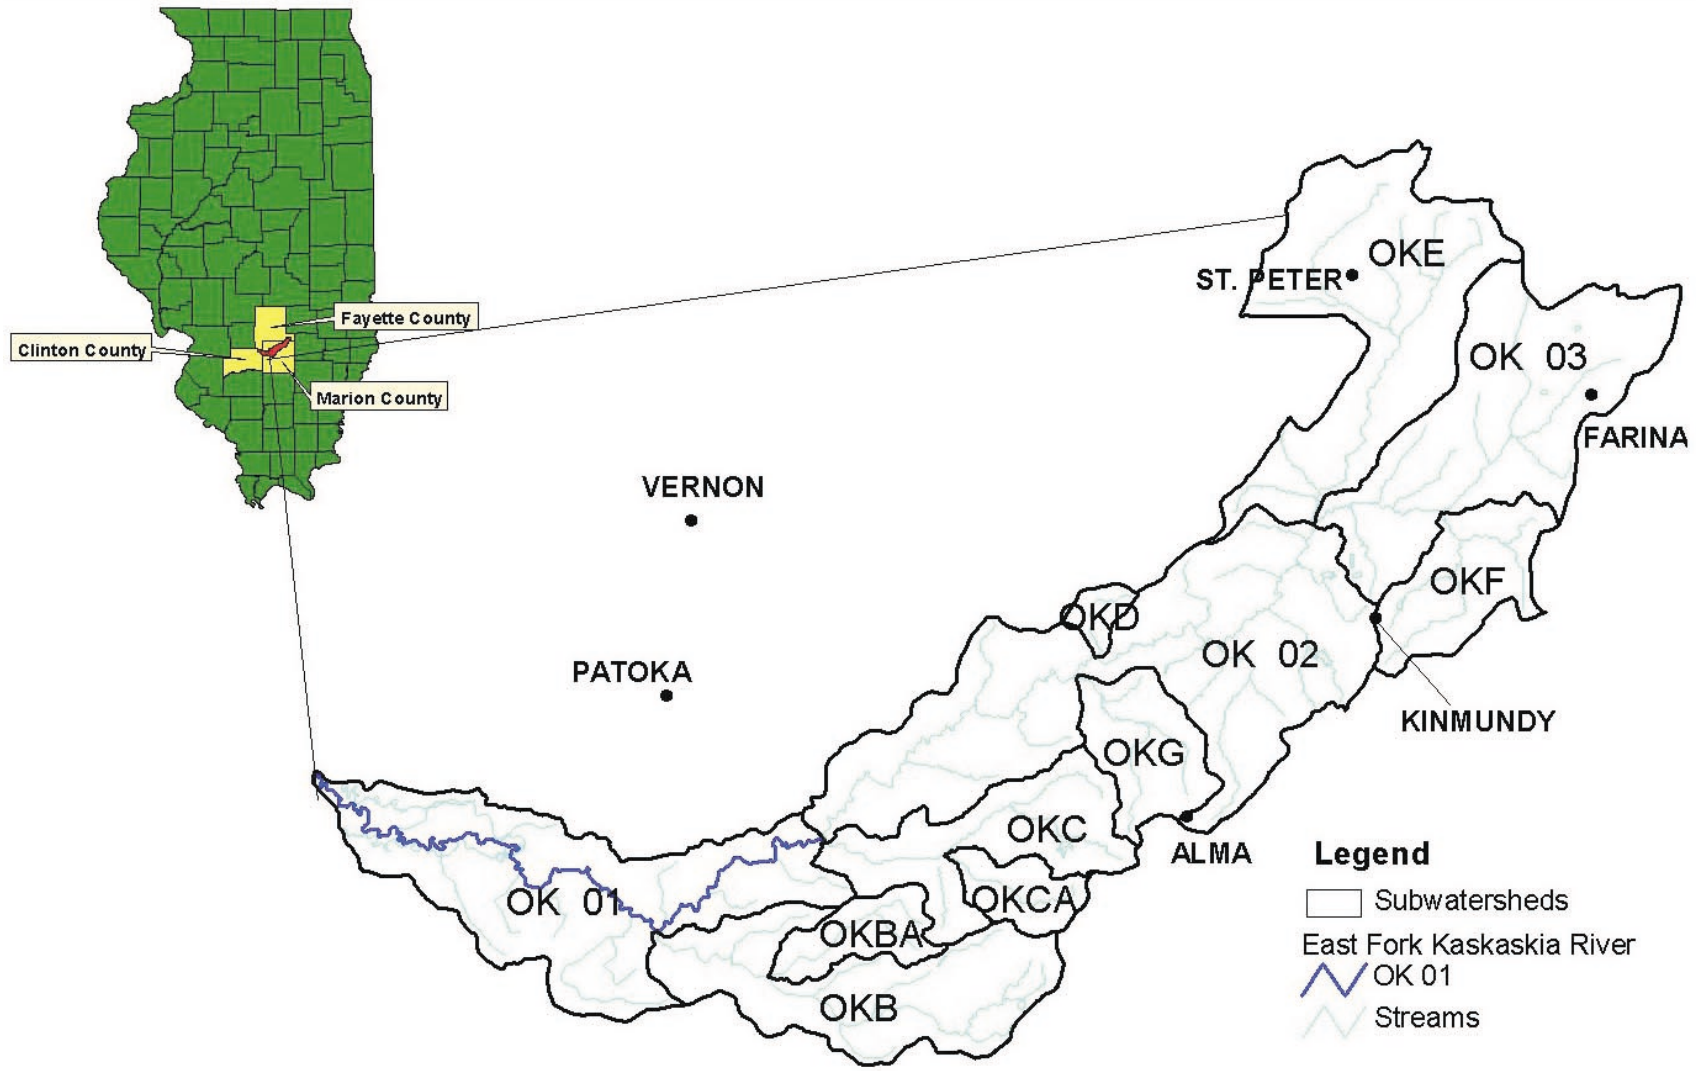 Fayette County
Clinton County
Marion County
OKE
ST. PETER
OK 03
FARINA
VERNON
OKF
OKD
OK 02
PATOKA
KINMUNDY
OKG
OKC
ALMA
OKCA
OK 01
OKBA
OKB
Legend
Subwatersheds
East Fork Kaskaskia River
OK 01
Streams